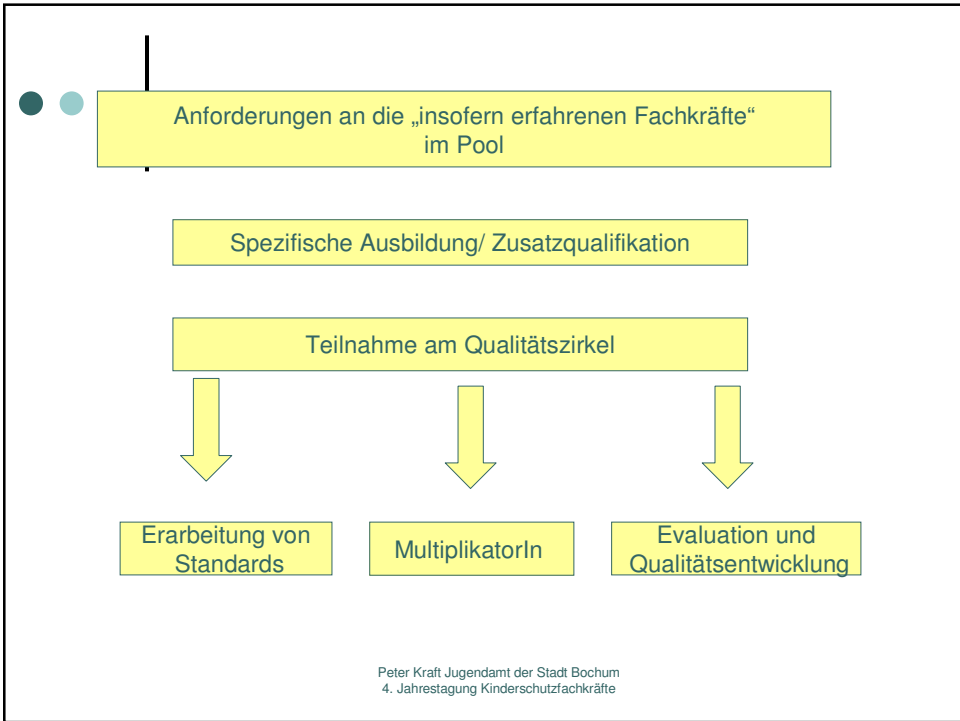 Anforderungen an die „insofern erfahrenen Fachkräfte“
im Pool
Spezifische Ausbildung/ Zusatzqualifikation
Teilnahme am Qualitätszirkel
Erarbeitung von
Standards
MultiplikatorIn
Evaluation und
Qualitätsentwicklung
Peter Kraft Jugendamt der Stadt Bochum
4. Jahrestagung Kinderschutzfachkräfte